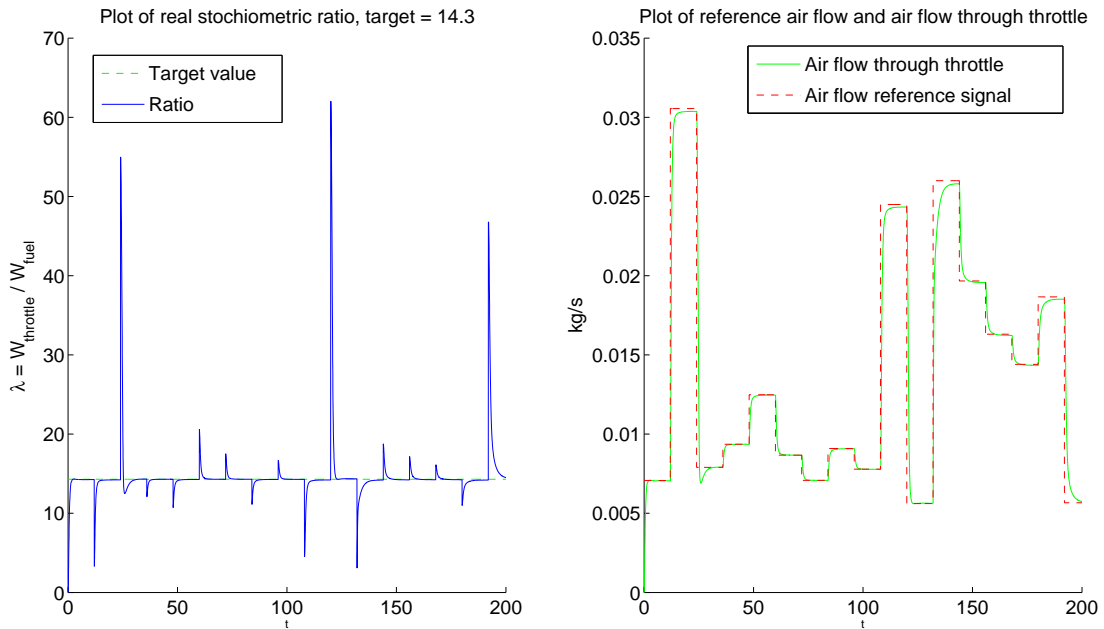 Plot of real stochiometric ratio, target = 14.3
70
60
50
40
30
20
10
0
λ = W_throttle / W_fuel
Target value
Ratio
0
50
100
150
200
t
Plot of reference air flow and air flow through throttle
0.035
0.03
0.025
0.02
0.015
0.01
0.005
0
kg/s
Air flow through throttle
Air flow reference signal
0
50
100
150
200
t